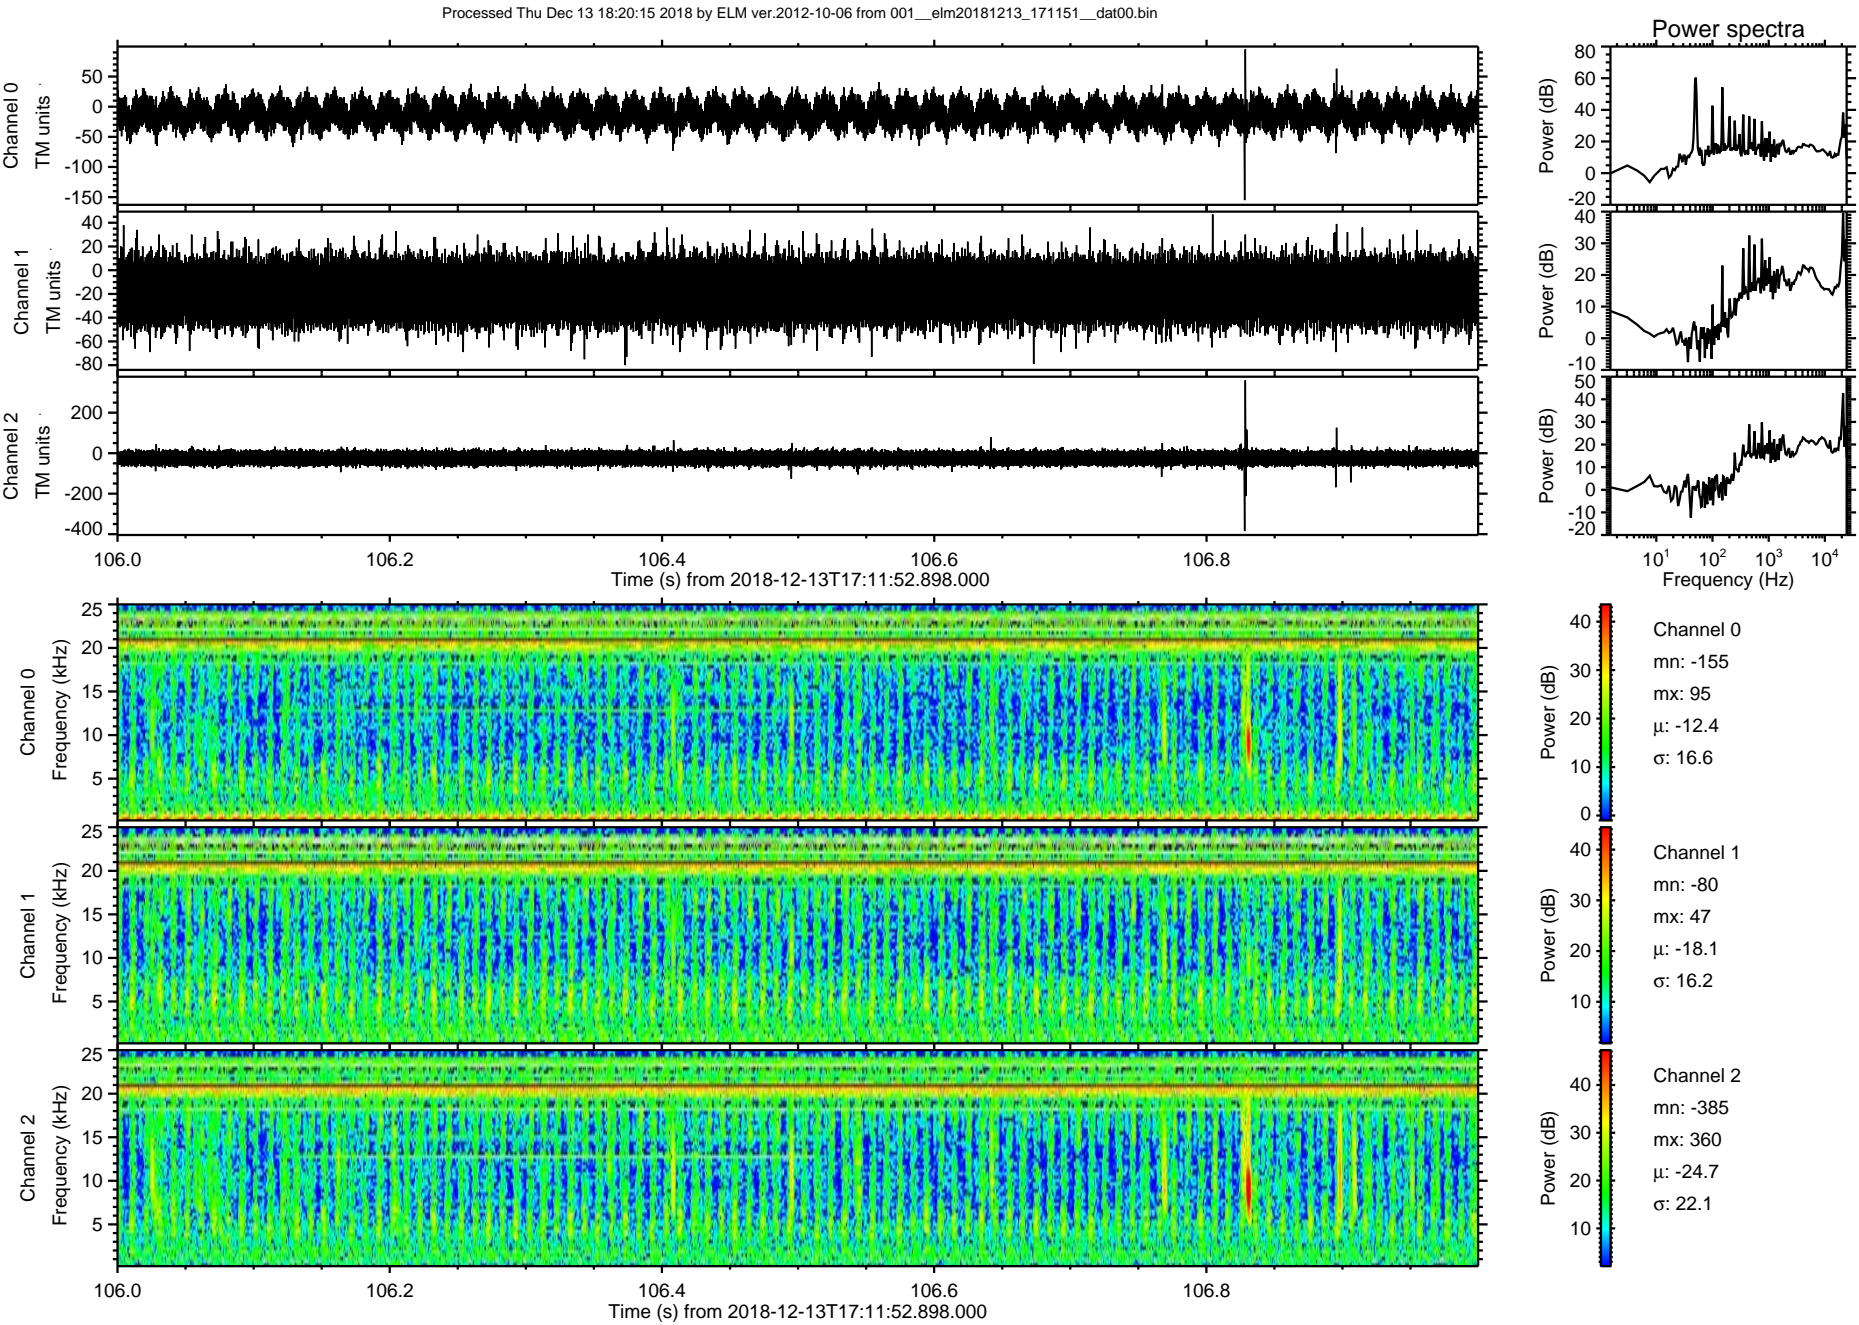 Processed Thu Dec 13 18:20:15 2018 by ELM ver.2012-10-06 from 001__elm20181213_171151__dat00.bin
Power spectra
Channel 0
TM units
50
0
-50
-100
-150
Power (dB)
80
60
40
20
0
-20
Channel 1
TM units
40
20
0
-20
-40
-60
-80
Power (dB)
40
30
20
10
0
-10
Channel 2
TM units
200
0
-200
-400
Power (dB)
50
40
30
20
10
0
-10
-20
106.0 106.2 106.4 106.6 106.8
Time (s) from 2018-12-13T17:11:52.898.000
10¹ 10² 10³ 10⁴
Frequency (Hz)
Channel 0
Frequency (kHz)
25
20
15
10
5
Power (dB)
40
30
20
10
0
Channel 0
mn: -155
mx: 95
μ: -12.4
σ: 16.6
Channel 1
Frequency (kHz)
25
20
15
10
5
Power (dB)
40
30
20
10
Channel 1
mn: -80
mx: 47
μ: -18.1
σ: 16.2
Channel 2
Frequency (kHz)
25
20
15
10
5
Power (dB)
40
30
20
10
Channel 2
mn: -385
mx: 360
μ: -24.7
σ: 22.1
106.0 106.2 106.4 106.6 106.8
Time (s) from 2018-12-13T17:11:52.898.000